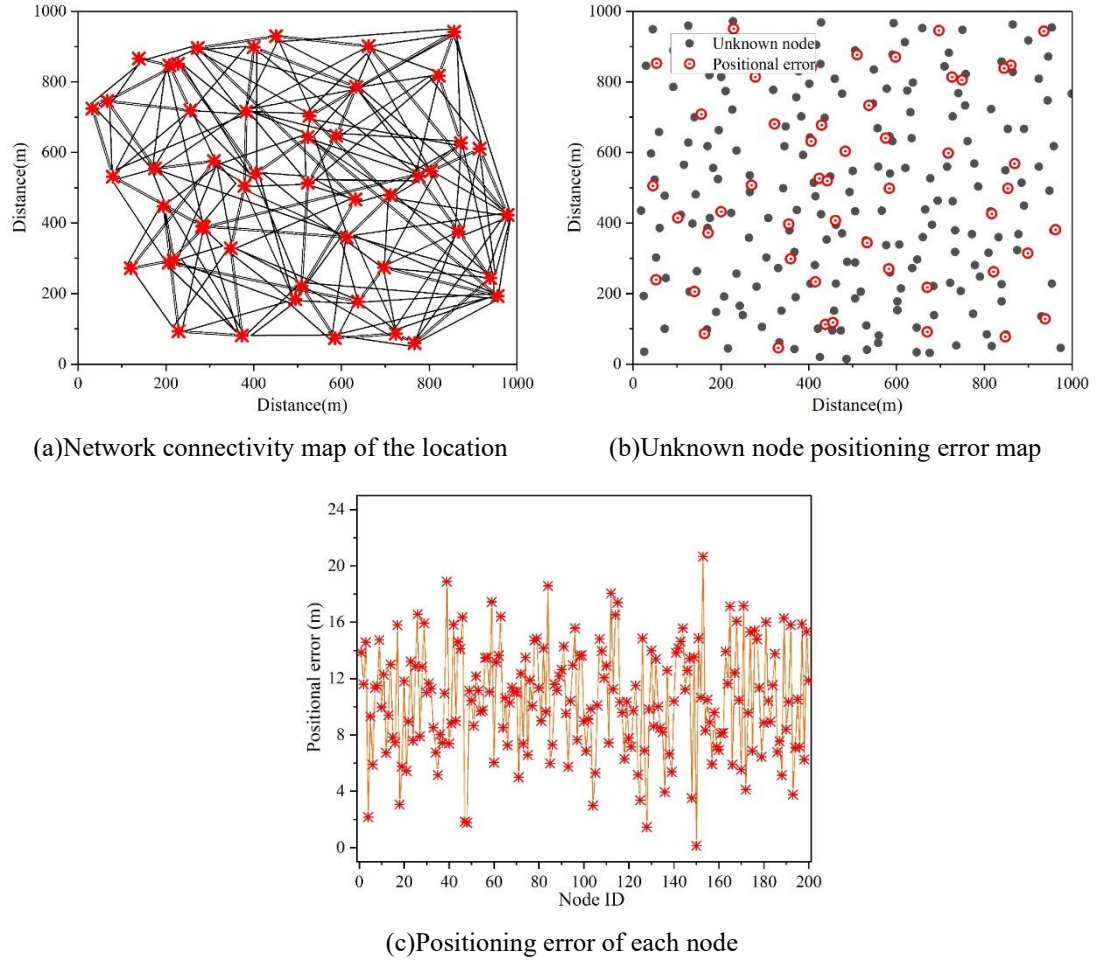 1000
800
600
400
200
0
0 200 400 600 800 1000
Distance(m)
Distance(m)
(a)Network connectivity map of the location
1000
800
600
400
200
0
0 200 400 600 800 1000
Distance(m)
Distance(m)
Unknown node
Positional error
(b)Unknown node positioning error map
24
20
16
12
8
4
0
0 20 40 60 80 100 120 140 160 180 200
Positional error (m)
Node ID
(c)Positioning error of each node